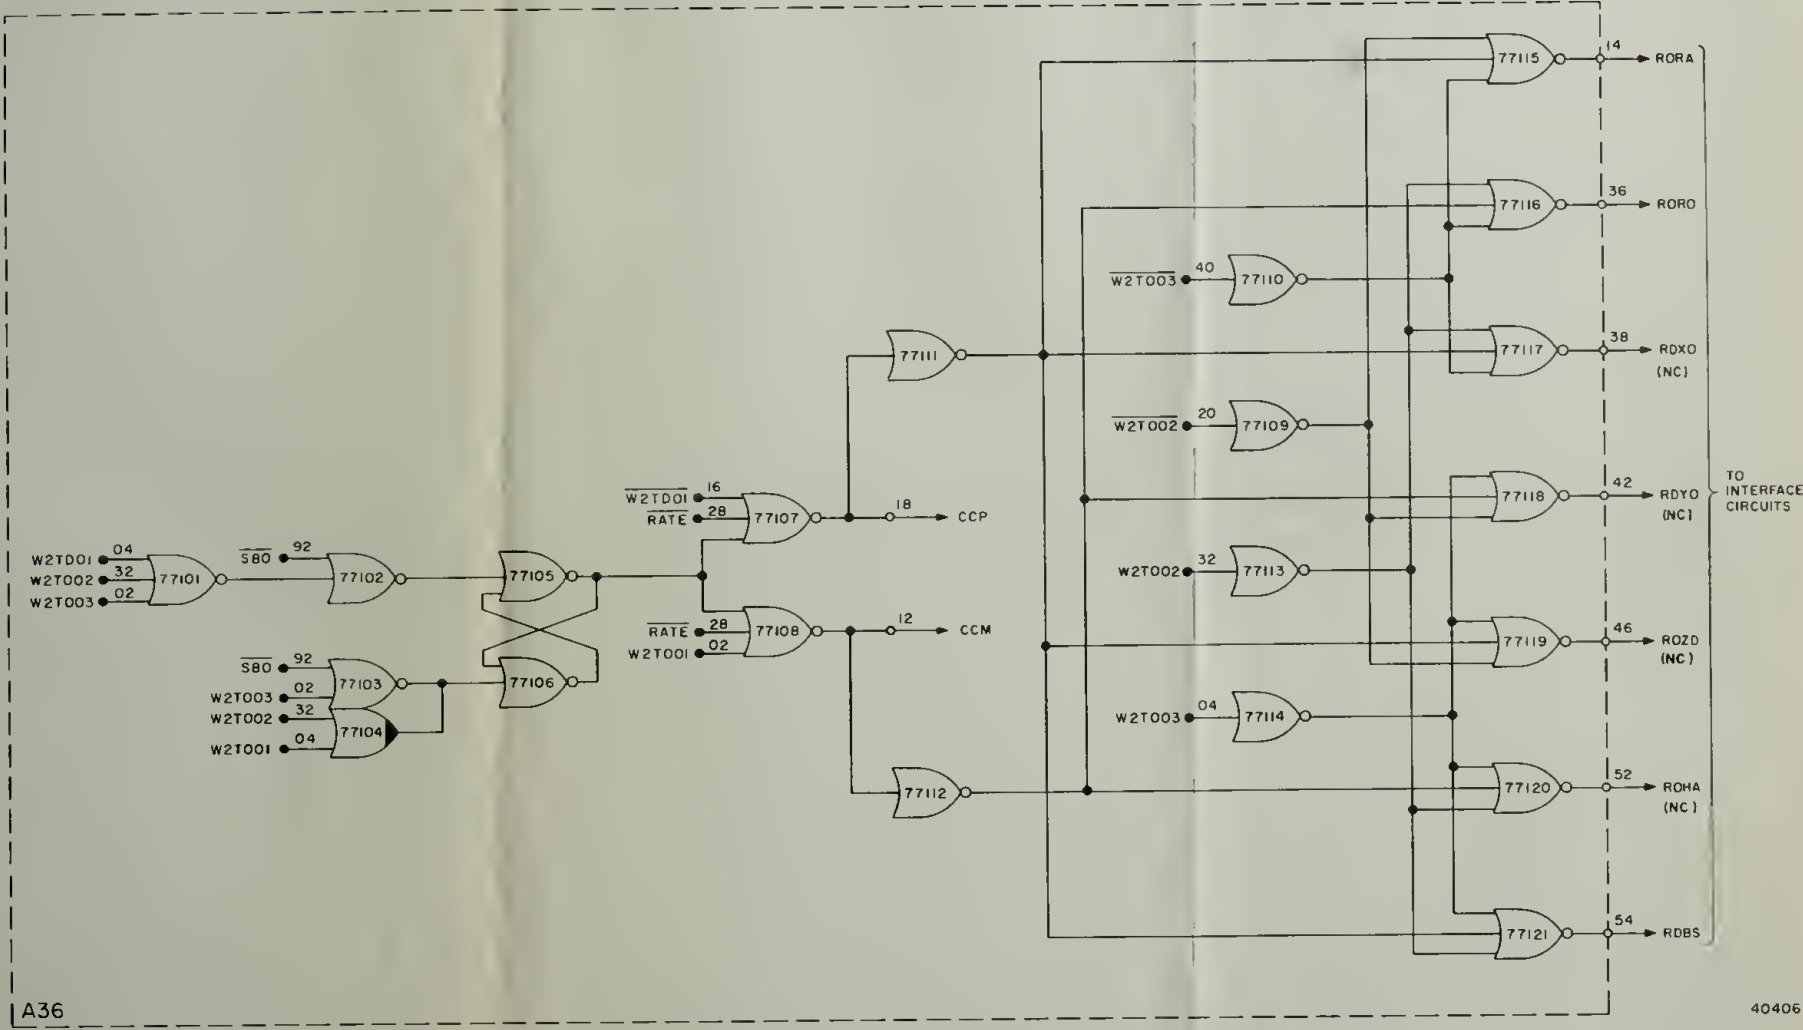 77115
14
RORA
77116
36
RORO
W2T003
40
77110
77117
38
RDXO
(NC)
77111
W2T002
20
77109
77118
42
RDYO
(NC)
TO
INTERFACE
CIRCUITS
W2TD01
16
RATE
28
77107
18
CCP
W2TD01
04
W2T002
32
W2T003
02
77101
SBO
92
77102
77105
W2T002
32
77113
RATE
28
W2T001
02
77108
12
CCM
77119
46
ROZD
(NC)
SBO
92
W2T003
02
77103
W2T002
32
W2T001
04
77104
77106
W2T003
04
77114
77112
77120
52
ROHA
(NC)
77121
54
RDBS
A36
40406